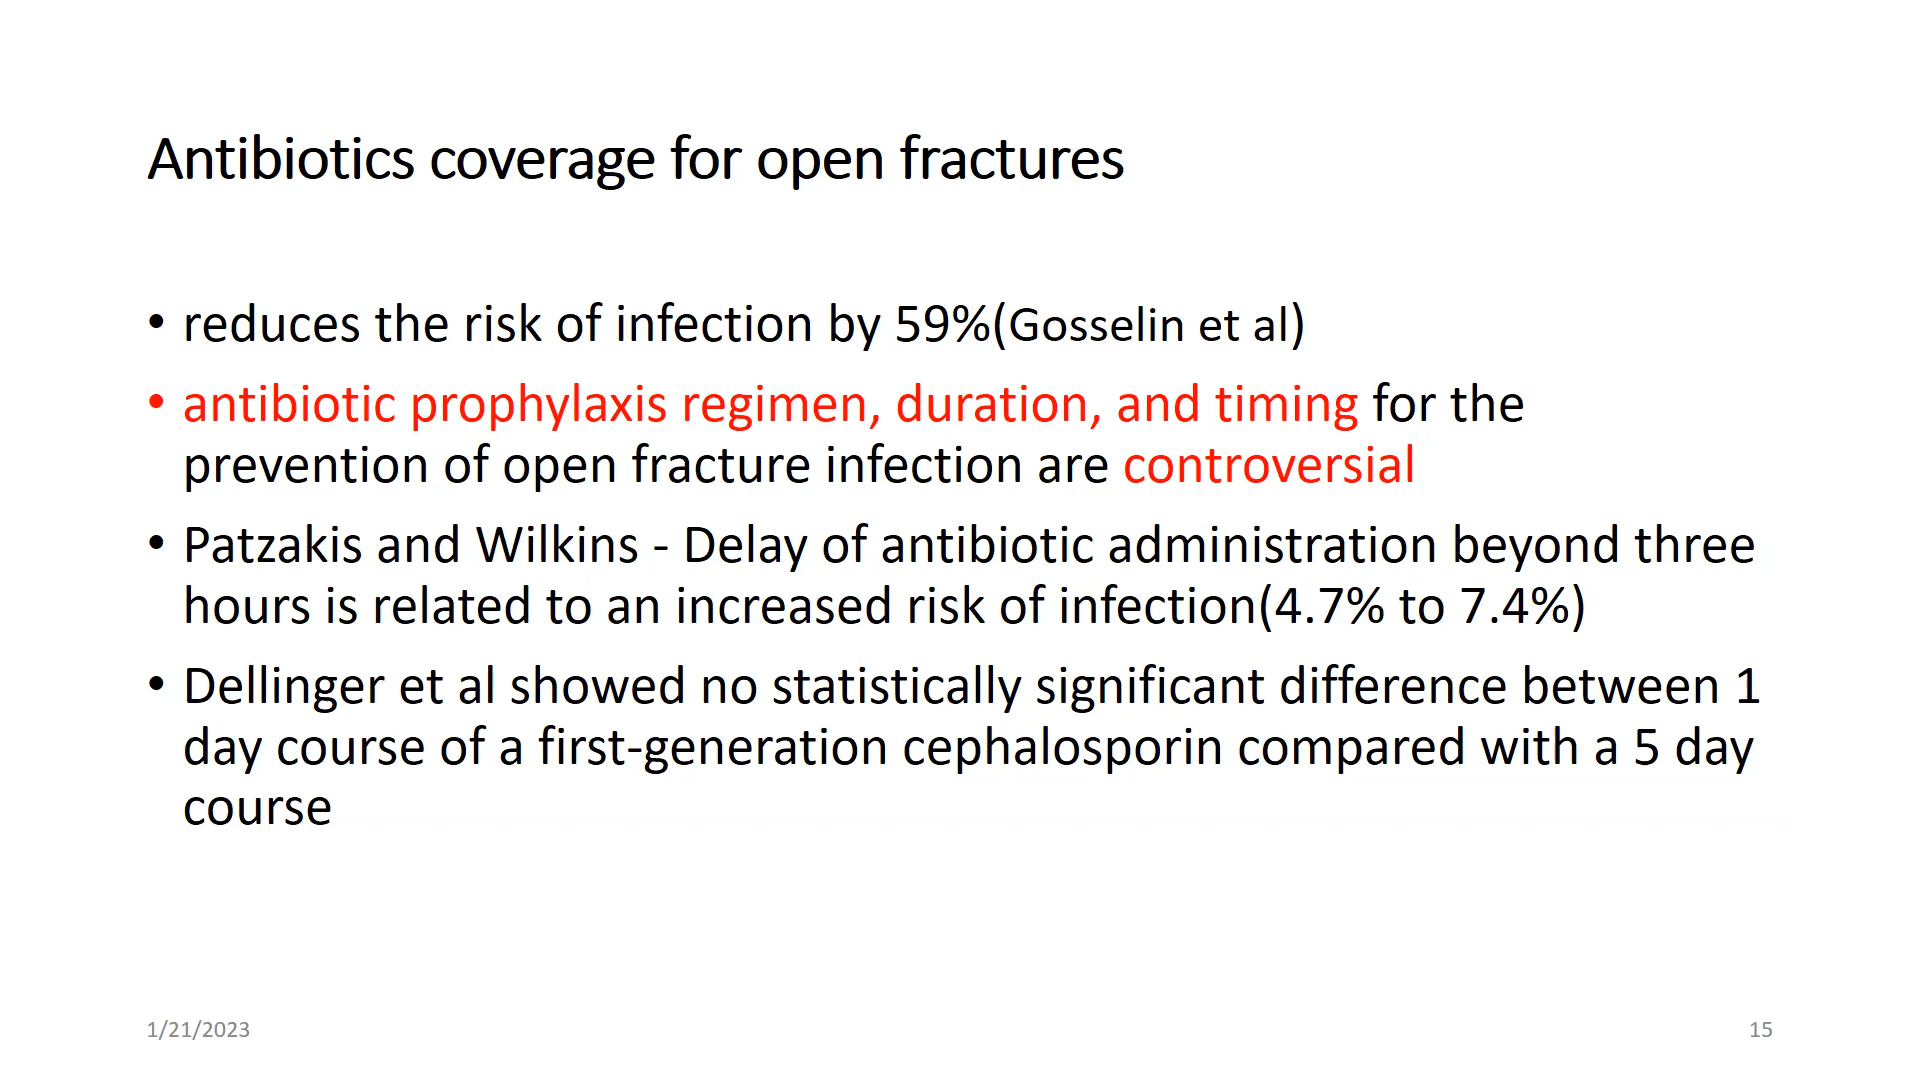 Antibiotics coverage for open fractures
• reduces the risk of infection by 59%(Gosselin et al)
• antibiotic prophylaxis regimen, duration, and timing for the
prevention of open fracture infection are controversial
• Patzakis and Wilkins - Delay of antibiotic administration beyond three
hours is related to an increased risk of infection(4.7% to 7.4%)
• Dellinger et al showed no statistically significant difference between 1
day course of a first-generation cephalosporin compared with a 5 day
course
1/21/2023
15